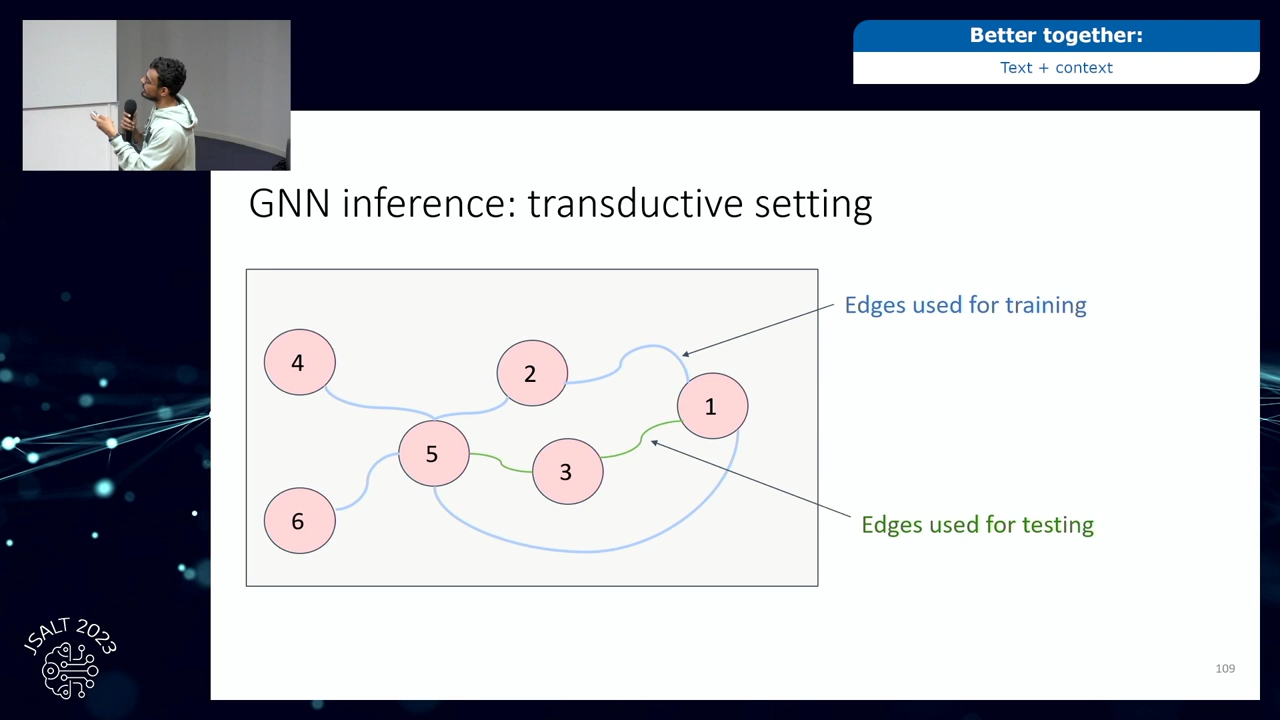 Better together:
Text + context
GNN inference: transductive setting
Edges used for training
4
2
1
5
3
6
Edges used for testing
JSALT 2023
109